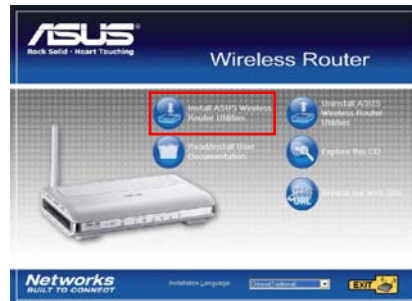 ASUS
Rock Solid · Heart Touching
Wireless Router
Install ASUS Wireless
Router Utilities
Uninstall ASUS
Wireless Router
Utilities
Read/Install User
Documentation
Explore this CD
Browse our Web Site
URL
Networks
BUILT TO CONNECT
Installation Language
EXIT